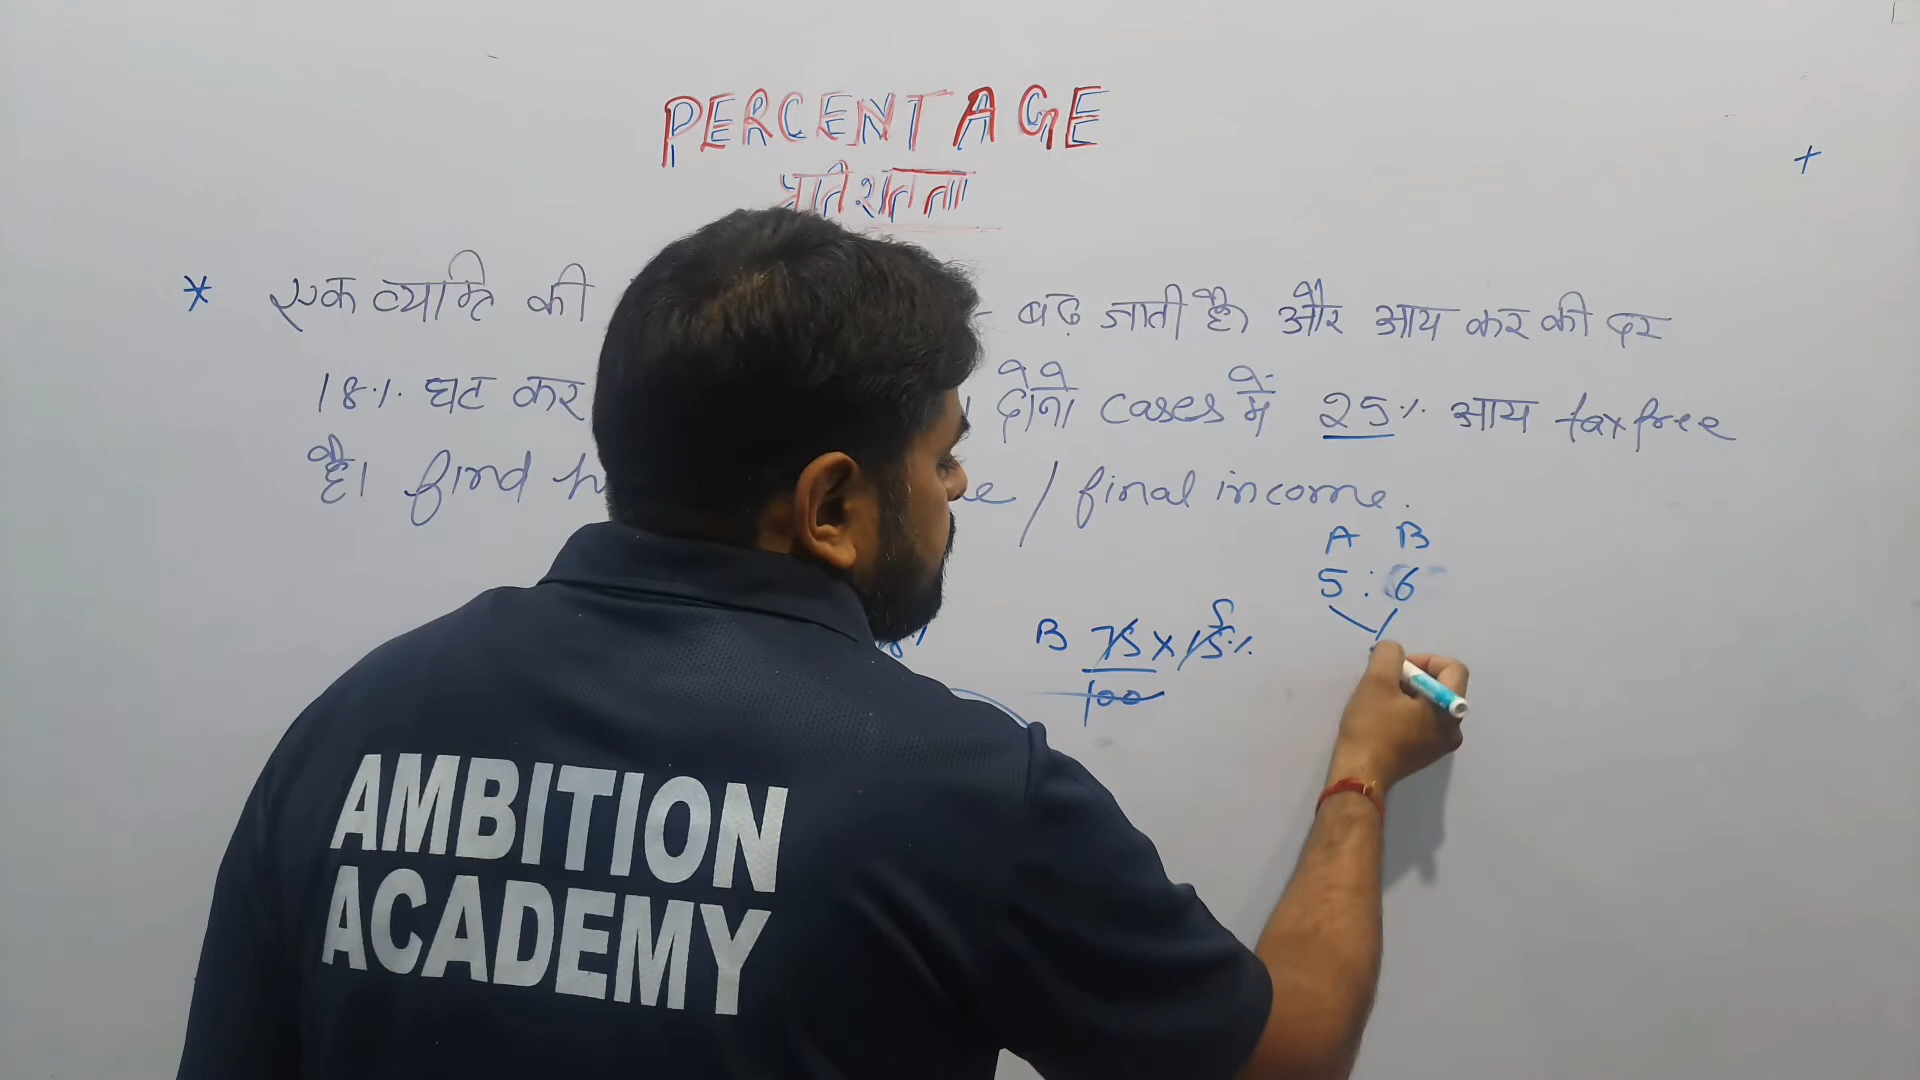 PERCENTAGE
प्रतिशतता
* एक व्यक्ति की बढ़ जाती है और आय कर की दर
18% घट कर दोनो cases में 25% आय tax free
है। find / final income.
A B
5 : 6
B 75 x 15%
100
5
AMBITION
ACADEMY